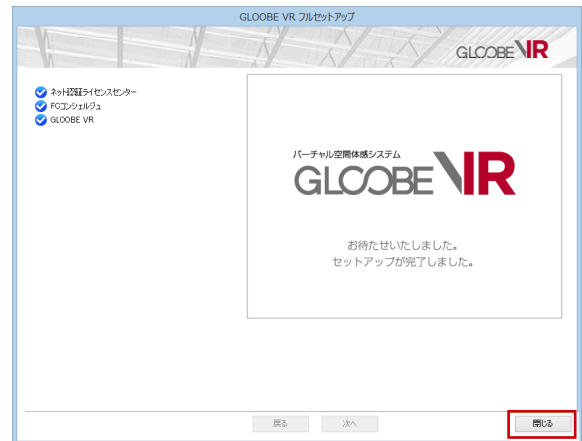 GLOOBE VR フルセットアップ
GLOOBE VR
ネット認証ライセンスセンター
FCコンシェルジュ
GLOOBE VR
バーチャル空間体感システム
GLOOBE VR
お待たせいたしました。
セットアップが完了しました。
戻る
次へ
閉じる